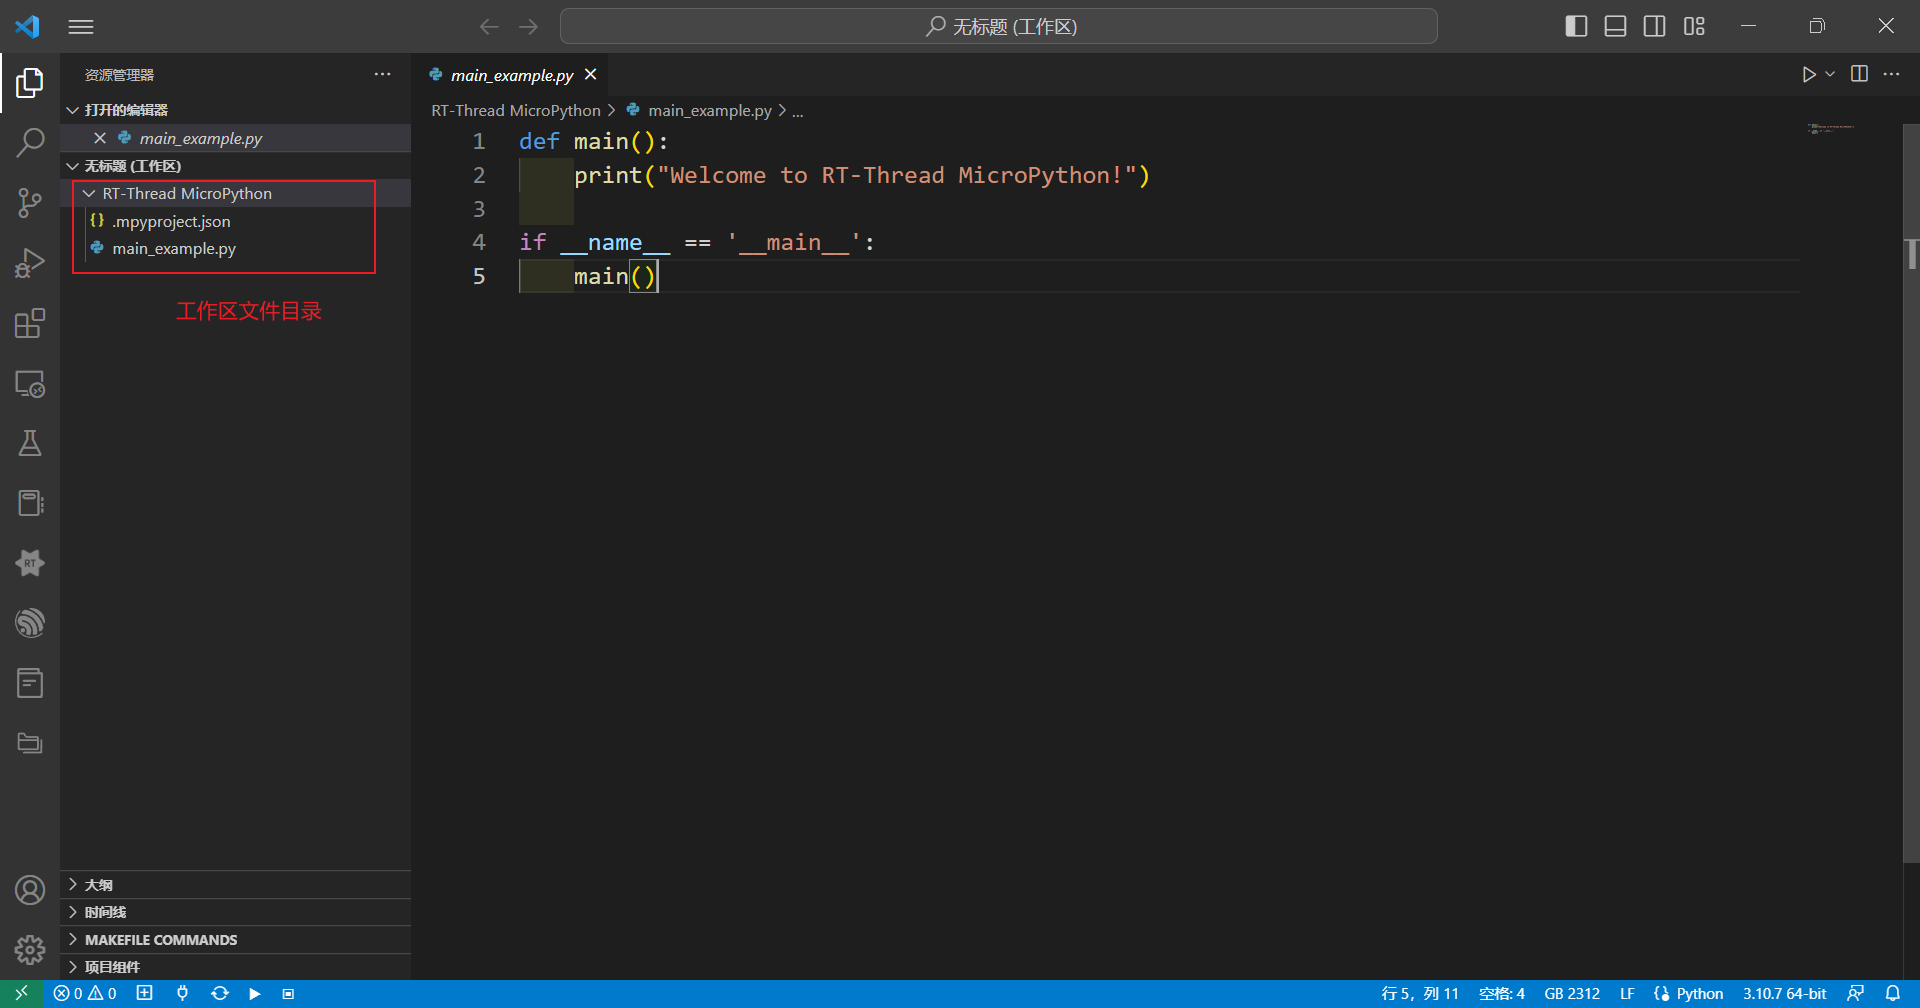 无标题 (工作区)
资源管理器
打开的编辑器
main_example.py
无标题 (工作区)
RT-Thread MicroPython
.mpyproject.json
main_example.py
工作区文件目录
大纲
时间线
MAKEFILE COMMANDS
项目组件
main_example.py
RT-Thread MicroPython > main_example.py > ...
1 def main():
2 print("Welcome to RT-Thread MicroPython!")
3
4 if __name__ == '__main__':
5 main()
RT
0 0
行 5，列 11 空格: 4 GB 2312 LF Python 3.10.7 64-bit